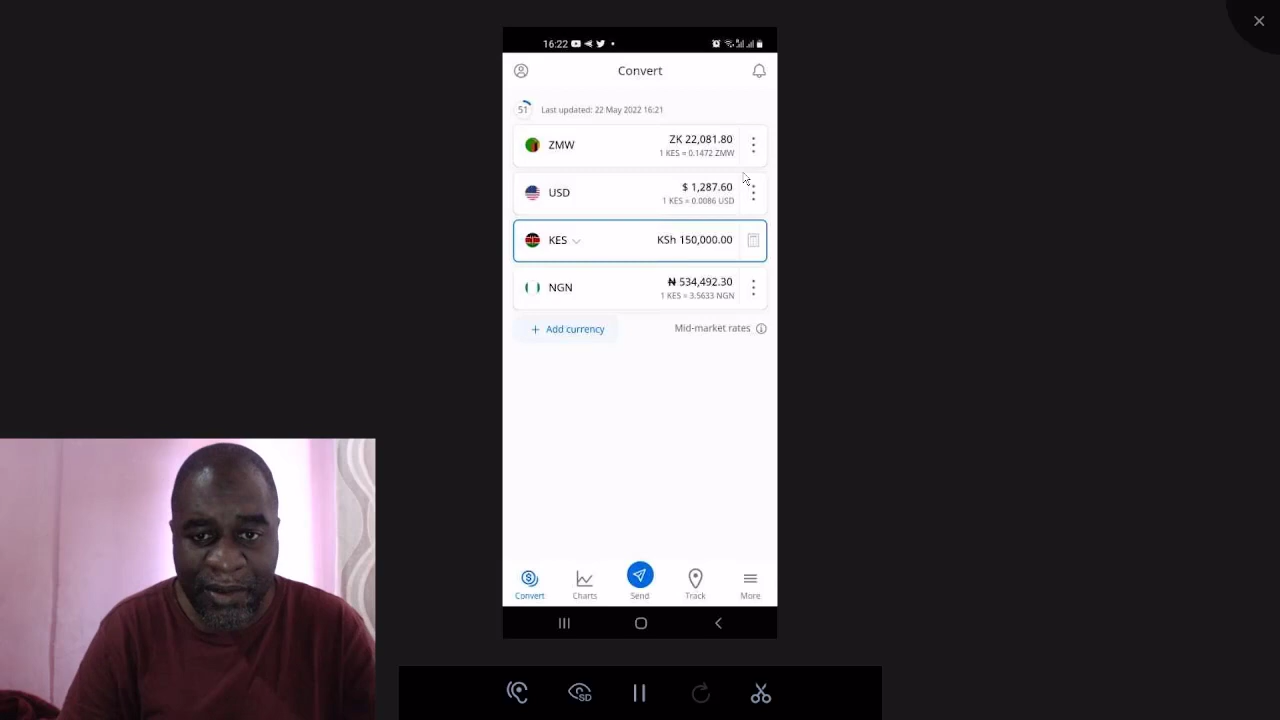 16:22
Convert
51 Last updated: 22 May 2022 16:21
ZMW ZK 22,081.80
1 KES = 0.1472 ZMW
USD $ 1,287.60
1 KES = 0.0086 USD
KES KSh 150,000.00
NGN ₦ 534,492.30
1 KES = 3.5633 NGN
+ Add currency Mid-market rates
Convert Charts Send Track More
SD